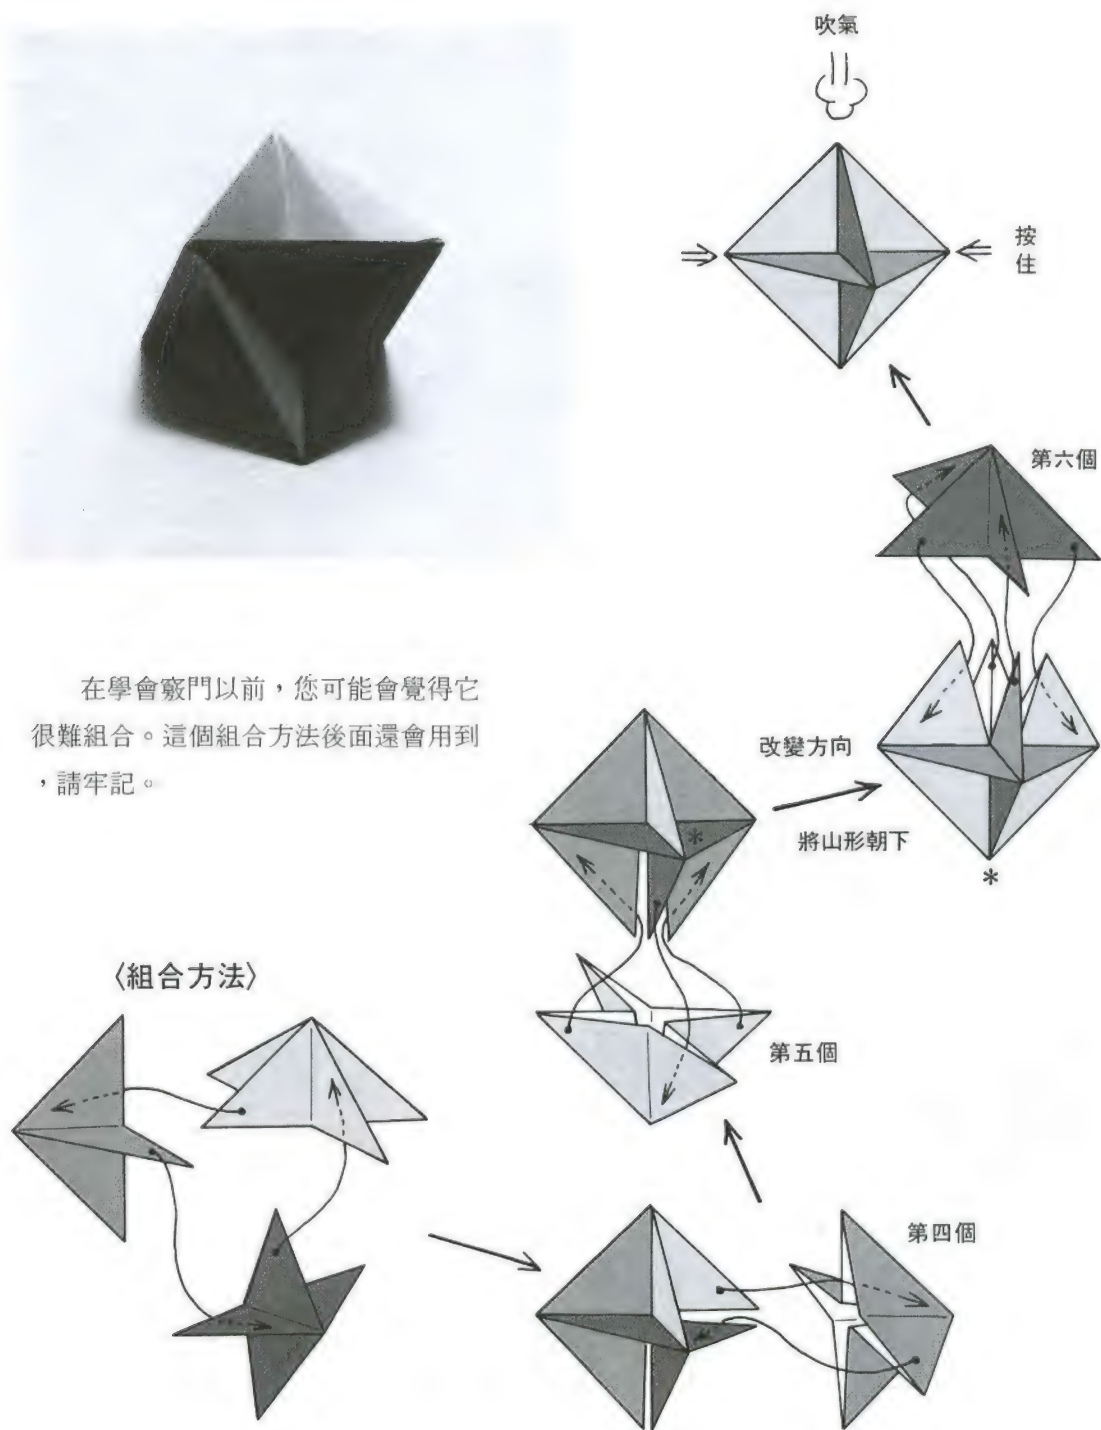 吹氣
按
住
第六個
在學會竅門以前，您可能會覺得它
很難組合。這個組合方法後面還會用到
，請牢記。
改變方向
將山形朝下
*
*
第五個
〈組合方法〉
第四個